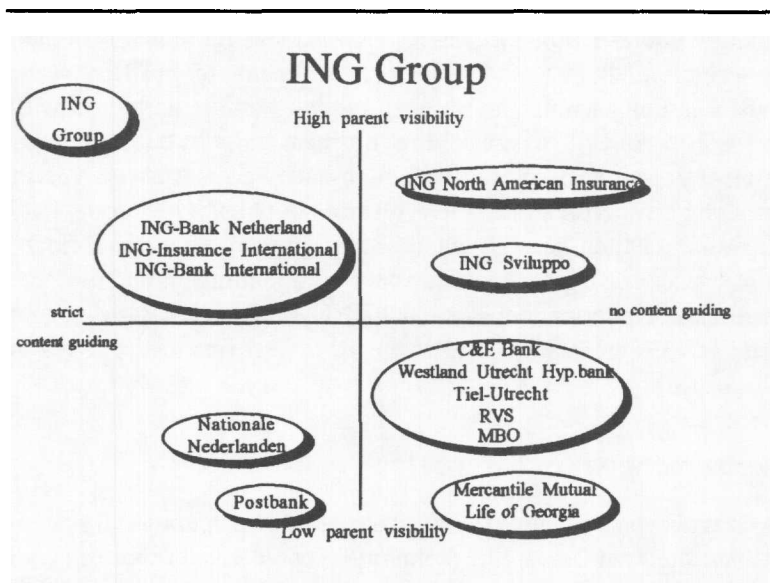 ING Group
ING
Group
High parent visibility
ING North American Insurance
ING-Bank Netherland
ING-Insurance International
ING-Bank International
ING Sviluppo
strict
content guiding
no content guiding
C&E Bank
Westland Utrecht Hyp.bank
Tiel-Utrecht
RVS
MBO
Nationale
Nederlanden
Postbank
Mercantile Mutual
Life of Georgia
Low parent visibility